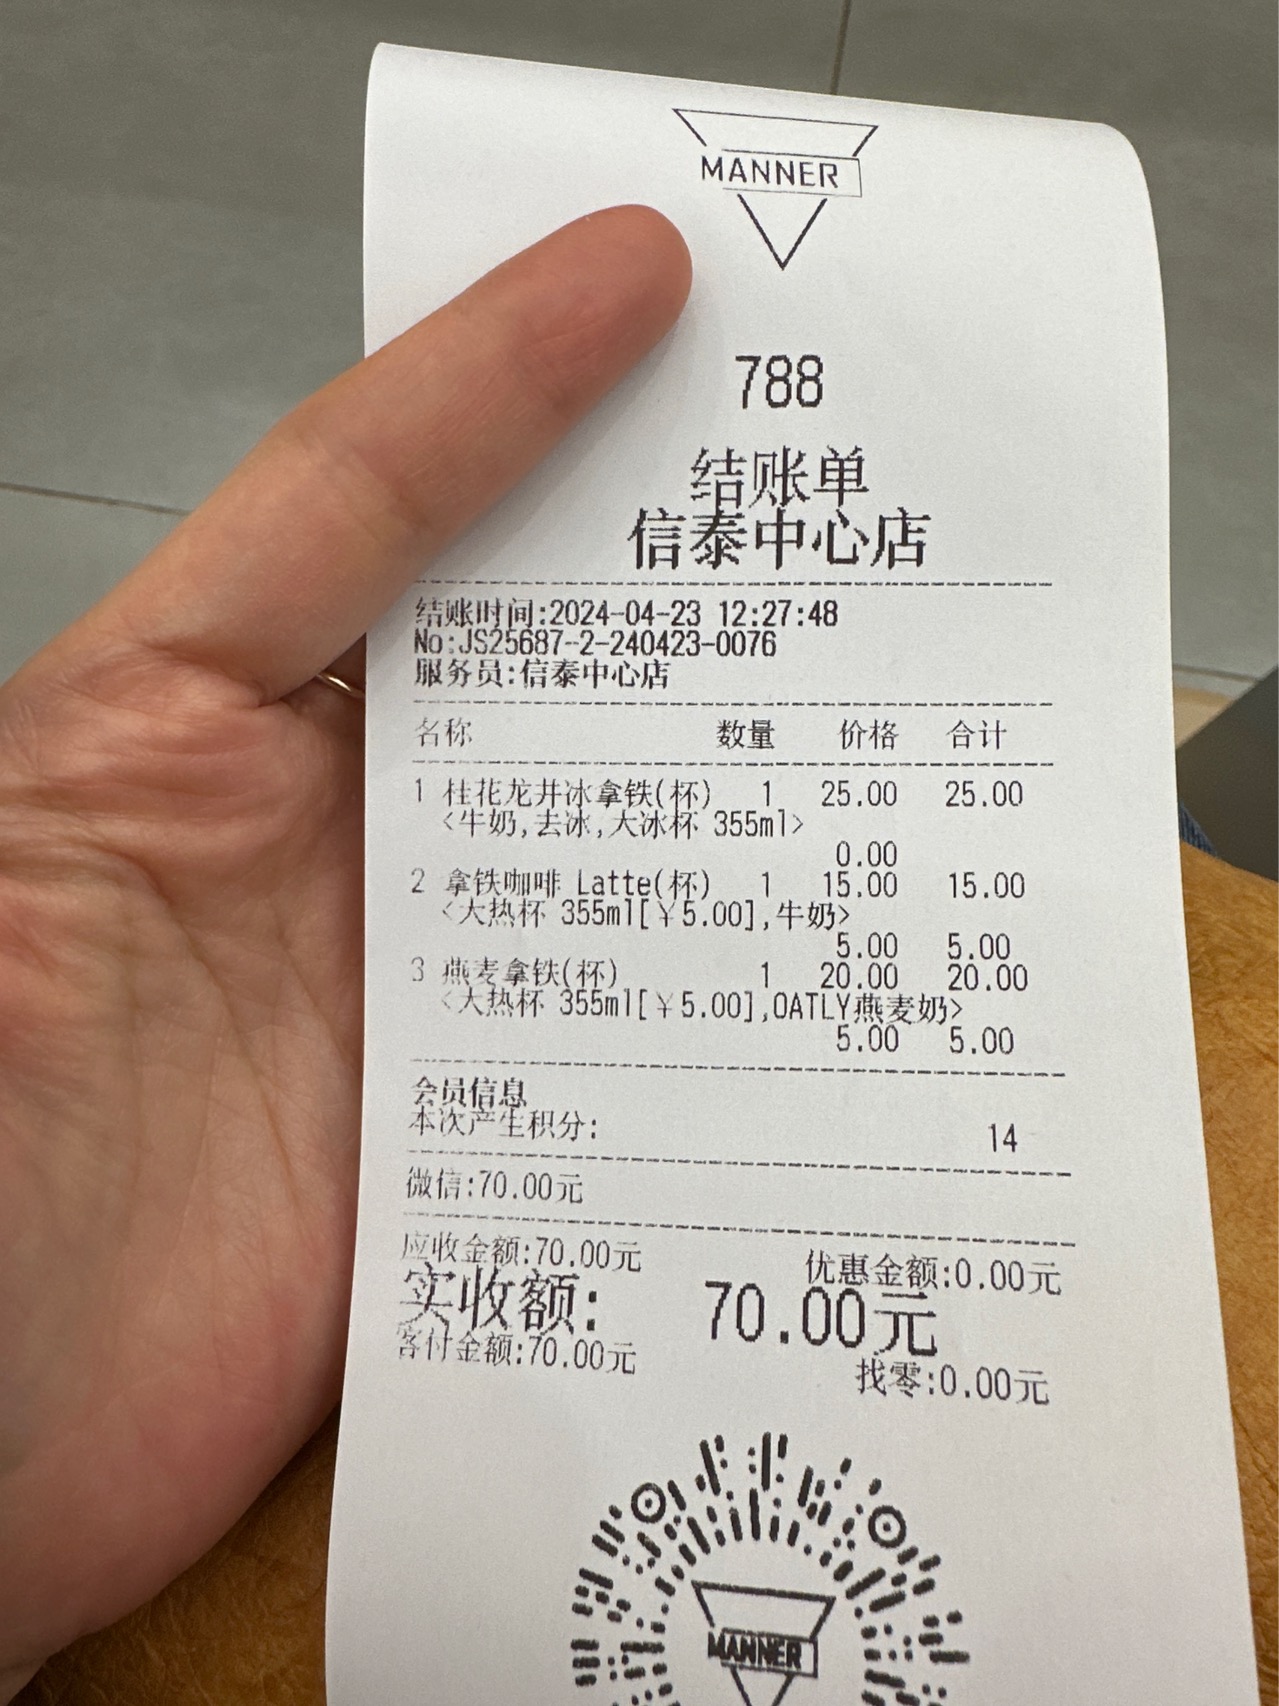 MANNER
788
结账单
信泰中心店
结账时间:2024-04-23 12:27:48
No:JS25687-2-240423-0076
服务员:信泰中心店
名称 数量 价格 合计
1 桂花龙井冰拿铁(杯) 1 25.00 25.00
<牛奶,去冰,大冰杯 355ml>
0.00
2 拿铁咖啡 Latte(杯) 1 15.00 15.00
<大热杯 355ml[￥5.00],牛奶>
5.00 5.00
3 燕麦拿铁(杯) 1 20.00 20.00
<大热杯 355ml[￥5.00],OATLY燕麦奶>
5.00 5.00
会员信息
本次产生积分: 14
微信:70.00元
应收金额:70.00元 优惠金额:0.00元
实收额: 70.00元
客付金额:70.00元 找零:0.00元
MANNER